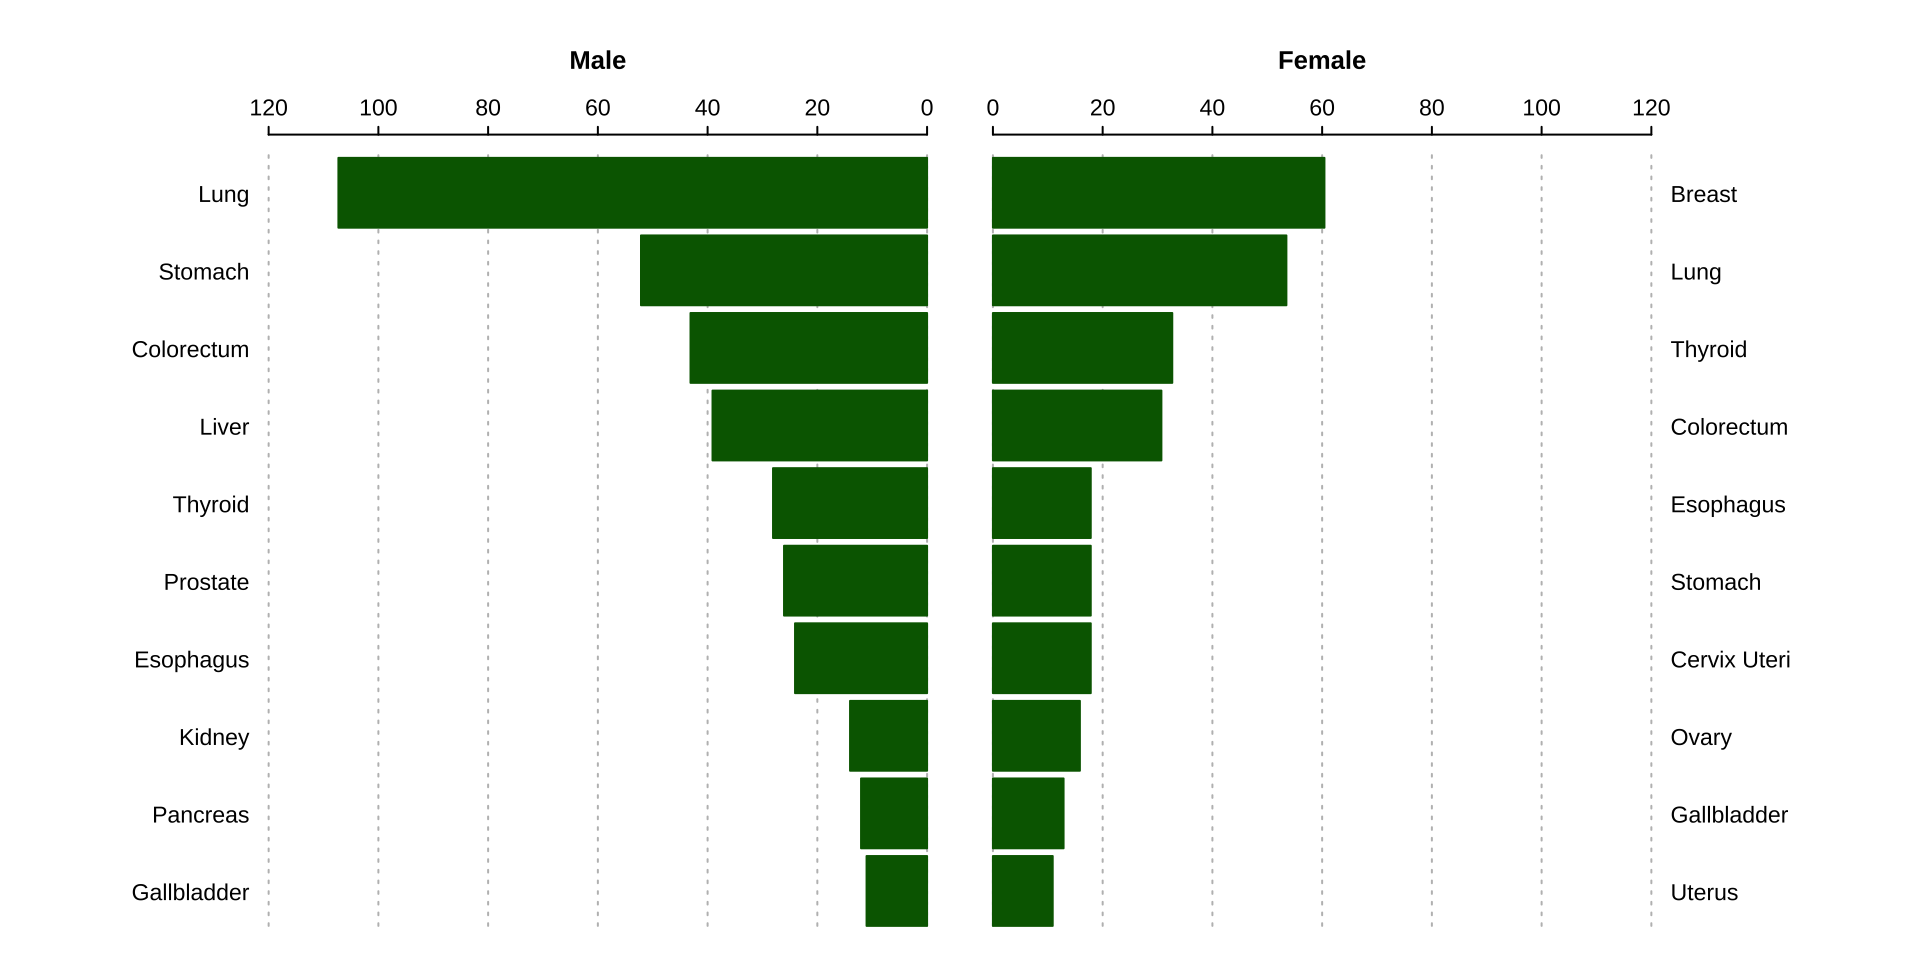 Male Female
120 100 80 60 40 20 0 0 20 40 60 80 100 120
Lung Breast
Stomach Lung
Colorectum Thyroid
Liver Colorectum
Thyroid Esophagus
Prostate Stomach
Esophagus Cervix Uteri
Kidney Ovary
Pancreas Gallbladder
Gallbladder Uterus